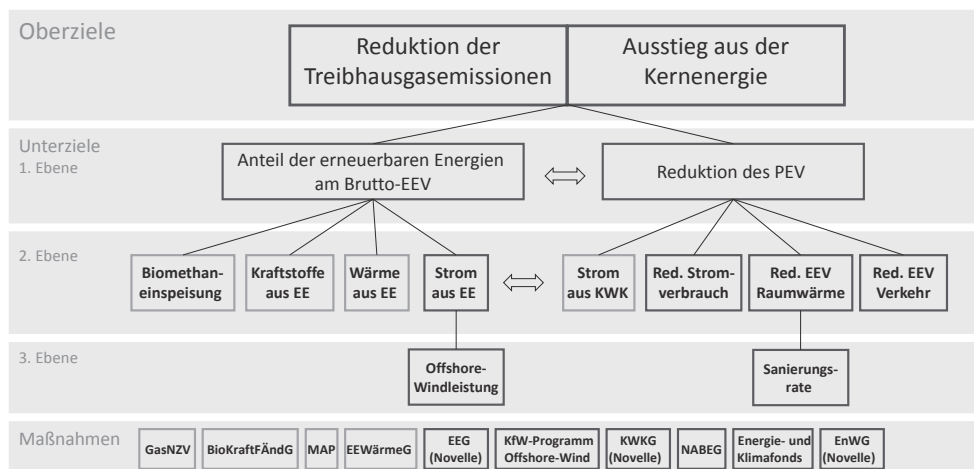 Oberziele
Reduktion der
Treibhausgasemissionen
Ausstieg aus der
Kernenergie
Unterziele
1. Ebene
Anteil der erneuerbaren Energien
am Brutto-EEV
Reduktion des PEV
2. Ebene
Biomethan-
einspeisung
Kraftstoffe
aus EE
Wärme
aus EE
Strom
aus EE
Strom
aus KWK
Red. Strom-
verbrauch
Red. EEV
Raumwärme
Red. EEV
Verkehr
3. Ebene
Offshore-
Windleistung
Sanierungs-
rate
Maßnahmen
GasNZV
BioKraftFÄndG
MAP
EEWärmeG
EEG
(Novelle)
KfW-Programm
Offshore-Wind
KWKG
(Novelle)
NABEG
Energie- und
Klimafonds
EnWG
(Novelle)